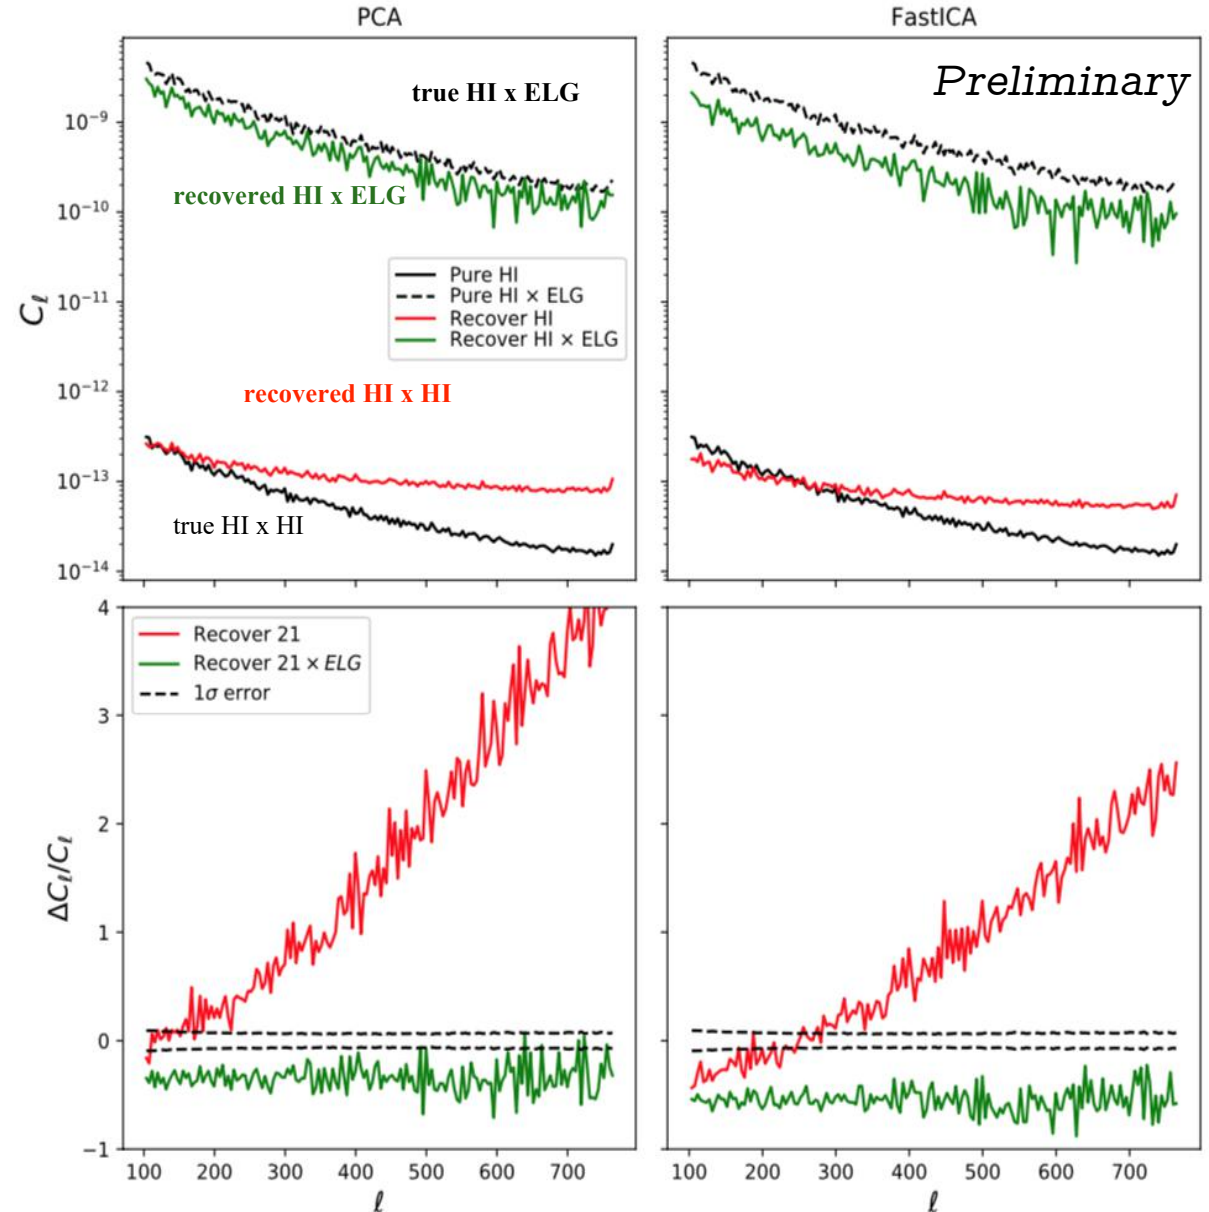 PCA
FastICA
Preliminary
true HI x ELG
recovered HI x ELG
Pure HI
Pure HI × ELG
Recover HI
Recover HI × ELG
recovered HI x HI
true HI x HI
C_ℓ
10⁻⁹
10⁻¹⁰
10⁻¹¹
10⁻¹²
10⁻¹³
10⁻¹⁴
Recover 21
Recover 21 × ELG
1σ error
ΔC_ℓ/C_ℓ
4
3
2
1
0
−1
100 200 300 400 500 600 700
100 200 300 400 500 600 700
ℓ
ℓ